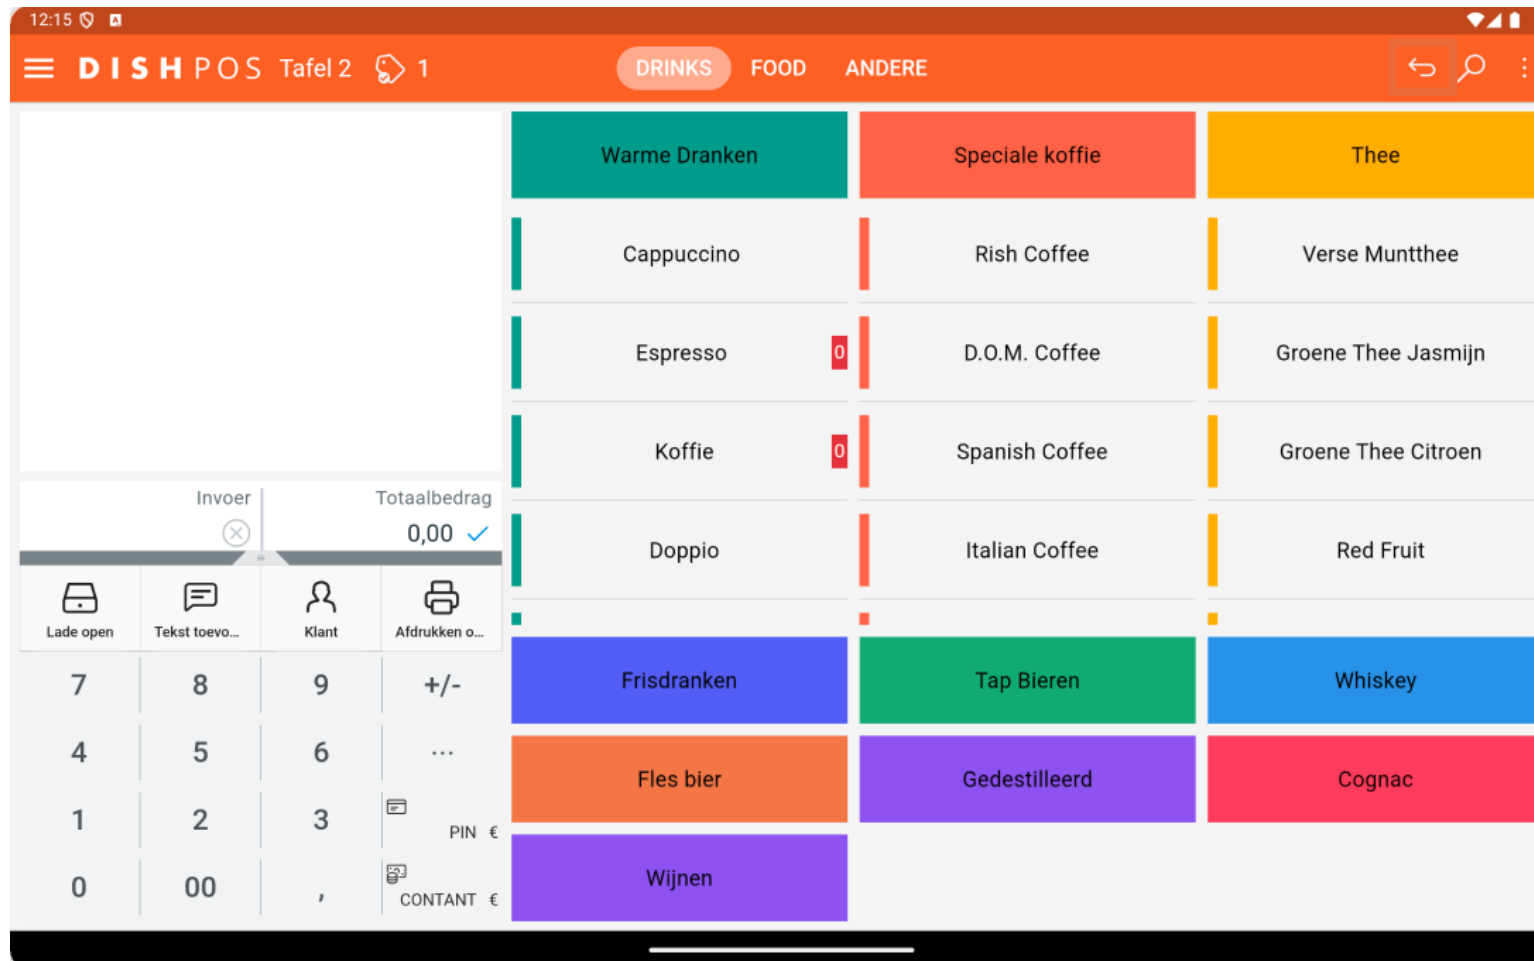 12:15
DISH POS Tafel 2 1 DRINKS FOOD ANDERE
Warme Dranken Speciale koffie Thee
Cappuccino Rish Coffee Verse Muntthee
Espresso 0 D.O.M. Coffee Groene Thee Jasmijn
Koffie 0 Spanish Coffee Groene Thee Citroen
Invoer Totaalbedrag
0,00
Doppio Italian Coffee Red Fruit
Lade open Tekst toevo... Klant Afdrukken o...
Frisdranken Tap Bieren Whiskey
7 8 9 +/-
4 5 6 ...
Fles bier Gedestilleerd Cognac
1 2 3 PIN €
0 00 , CONTANT €
Wijnen